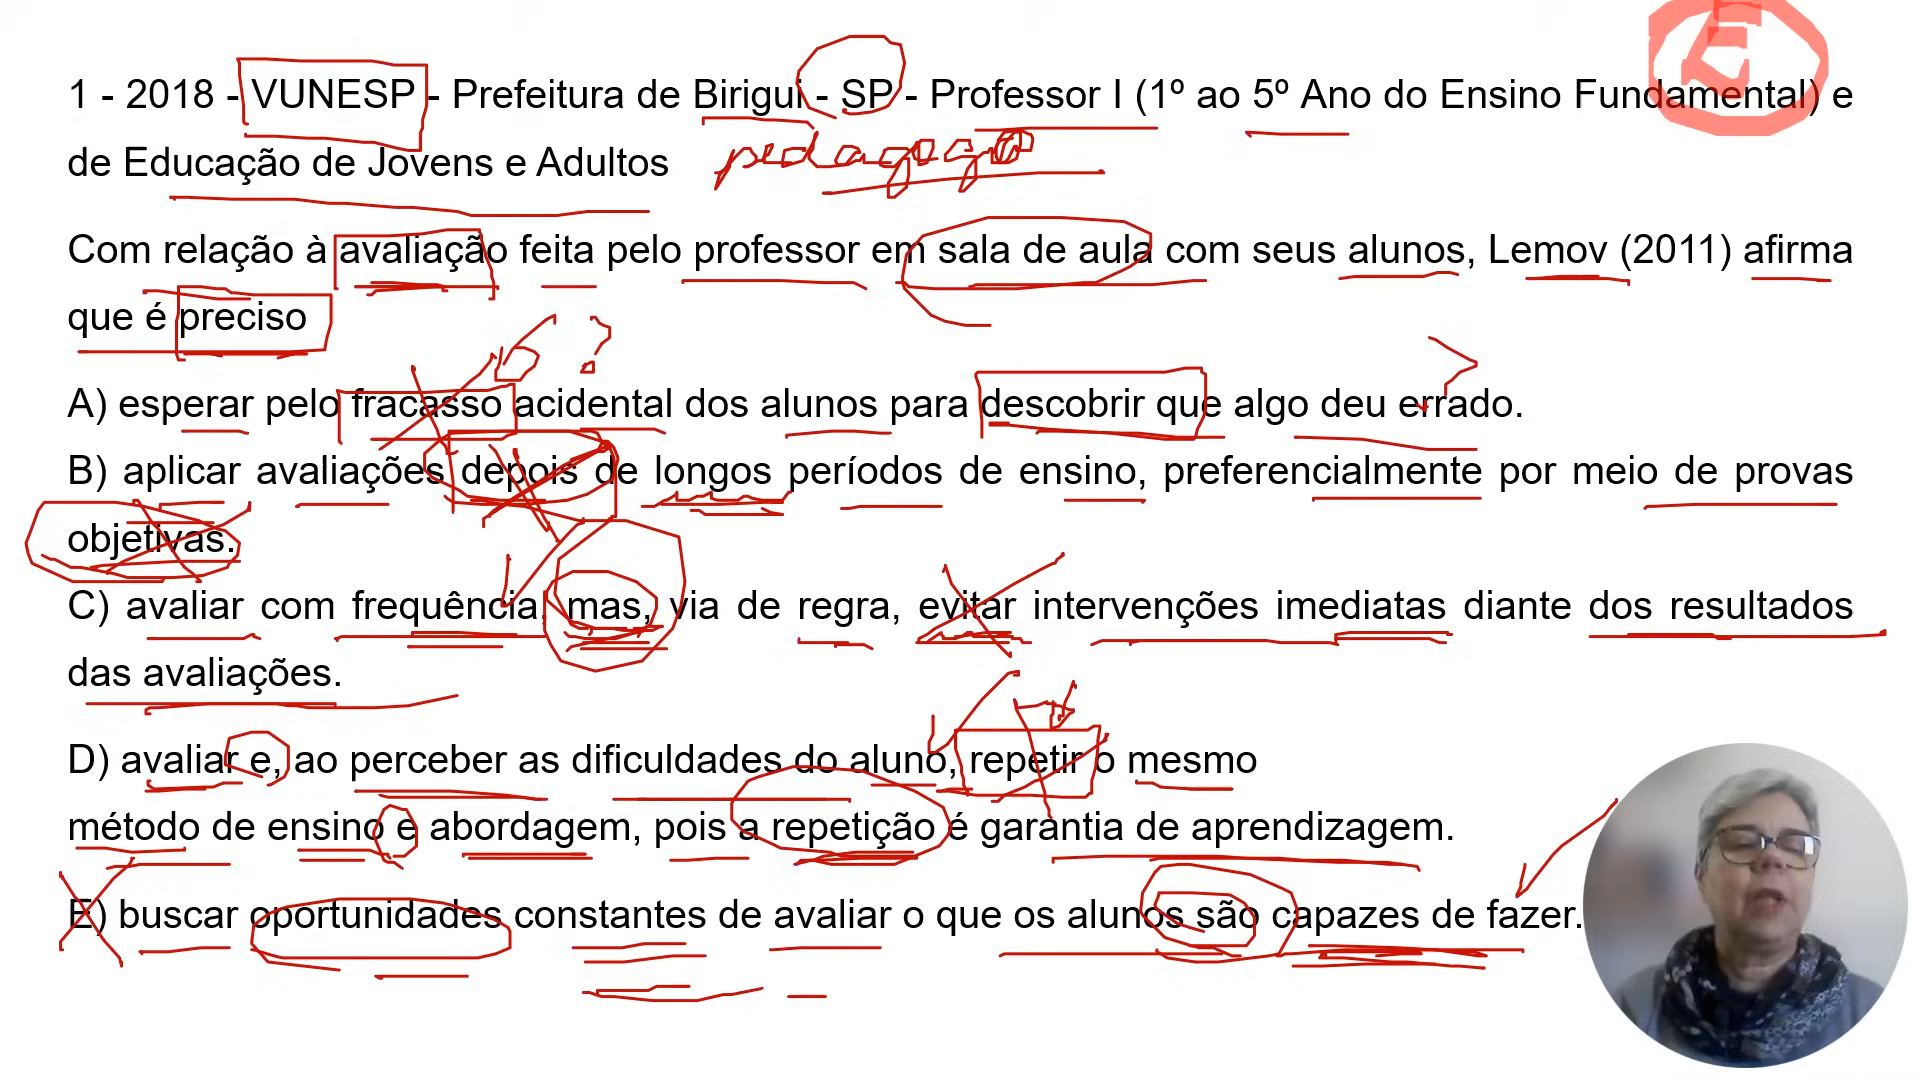 1 - 2018 - VUNESP - Prefeitura de Birigui - SP - Professor I (1º ao 5º Ano do Ensino Fundamental) e
de Educação de Jovens e Adultos
pedagogo
E
Com relação à avaliação feita pelo professor em sala de aula com seus alunos, Lemov (2011) afirma
que é preciso
A) esperar pelo fracasso acidental dos alunos para descobrir que algo deu errado.
B) aplicar avaliações depois de longos períodos de ensino, preferencialmente por meio de provas
objetivas.
C) avaliar com frequência, mas, via de regra, evitar intervenções imediatas diante dos resultados
das avaliações.
D) avaliar e, ao perceber as dificuldades do aluno, repetir o mesmo
método de ensino e abordagem, pois a repetição é garantia de aprendizagem.
E) buscar oportunidades constantes de avaliar o que os alunos são capazes de fazer.